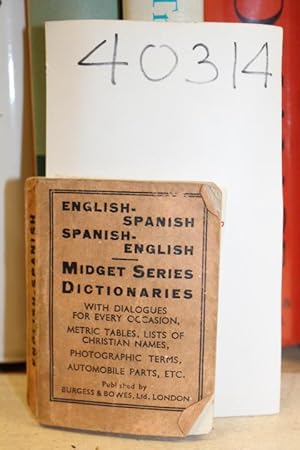 40314
ENGLISH-
SPANISH
SPANISH-
ENGLISH
MIDGET SERIES
DICTIONARIES
WITH DIALOGUES
FOR EVERY OCCASION,
METRIC TABLES, LISTS OF
CHRISTIAN NAMES,
PHOTOGRAPHIC TERMS,
AUTOMOBILE PARTS, ETC.
Published by
BURGESS & BOWES, Ltd., LONDON.
ENGLISH-SPANISH